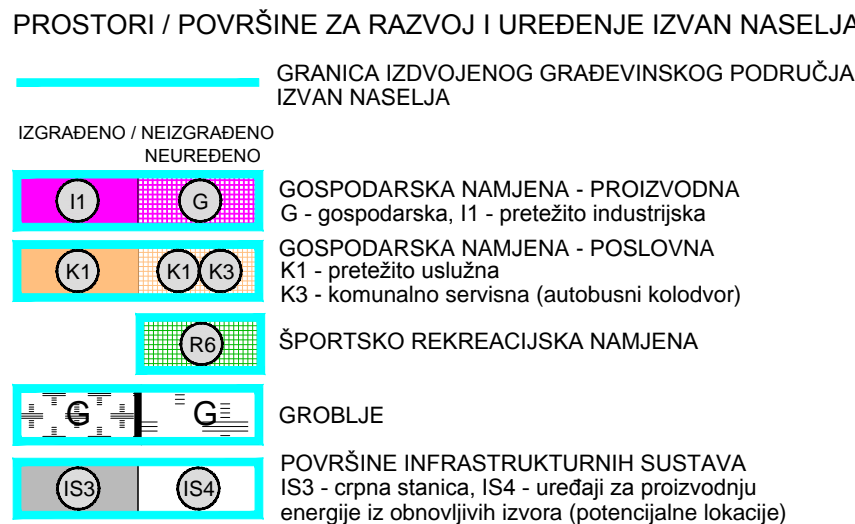 PROSTORI / POVRŠINE ZA RAZVOJ I UREĐENJE IZVAN NASELJA
GRANICA IZDVOJENOG GRAĐEVINSKOG PODRUČJA
IZVAN NASELJA
IZGRAĐENO / NEIZGRAĐENO
NEUREĐENO
I1 G
GOSPODARSKA NAMJENA - PROIZVODNA
G - gospodarska, I1 - pretežito industrijska
K1 K1 K3
GOSPODARSKA NAMJENA - POSLOVNA
K1 - pretežito uslužna
K3 - komunalno servisna (autobusni kolodvor)
R6
ŠPORTSKO REKREACIJSKA NAMJENA
G G
GROBLJE
IS3 IS4
POVRŠINE INFRASTRUKTURNIH SUSTAVA
IS3 - crpna stanica, IS4 - uređaji za proizvodnju
energije iz obnovljivih izvora (potencijalne lokacije)